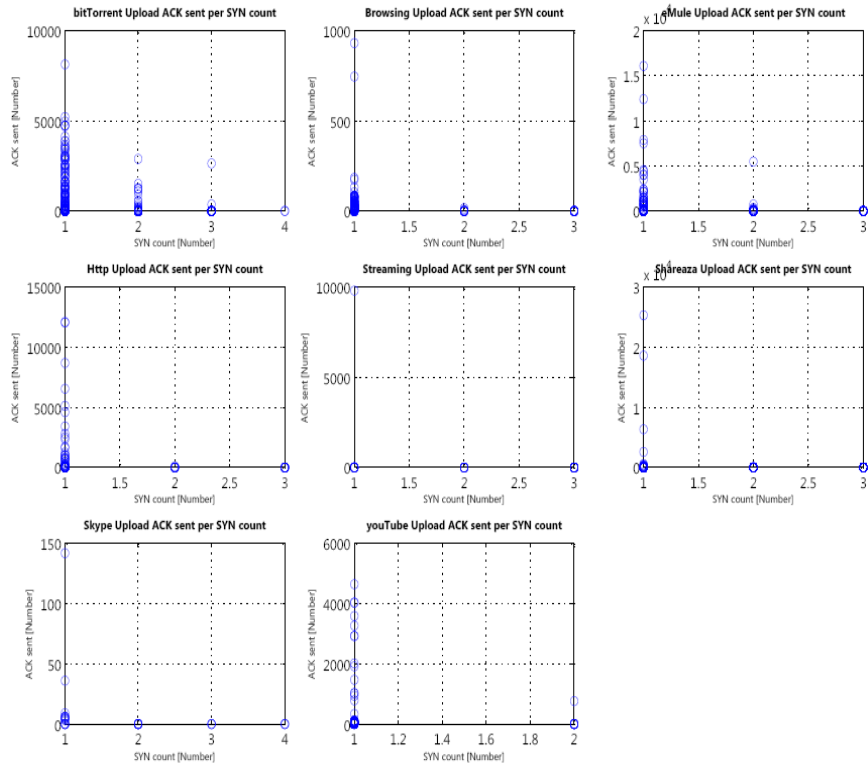 bitTorrent Upload ACK sent per SYN count
10000
5000
0
ACK sent [Number]
1 2 3 4
SYN count [Number]
Browsing Upload ACK sent per SYN count
1000
500
0
ACK sent [Number]
1 1.5 2 2.5 3
SYN count [Number]
x 10⁴
eMule Upload ACK sent per SYN count
2
1.5
1
0.5
0
ACK sent [Number]
1 1.5 2 2.5 3
SYN count [Number]
Http Upload ACK sent per SYN count
15000
10000
5000
0
ACK sent [Number]
1 1.5 2 2.5 3
SYN count [Number]
Streaming Upload ACK sent per SYN count
10000
5000
0
ACK sent [Number]
1 1.5 2 2.5 3
SYN count [Number]
x 10⁴
Shareaza Upload ACK sent per SYN count
3
2
1
0
ACK sent [Number]
1 1.5 2 2.5 3
SYN count [Number]
Skype Upload ACK sent per SYN count
150
100
50
0
ACK sent [Number]
1 2 3 4
SYN count [Number]
youTube Upload ACK sent per SYN count
6000
4000
2000
0
ACK sent [Number]
1 1.2 1.4 1.6 1.8 2
SYN count [Number]